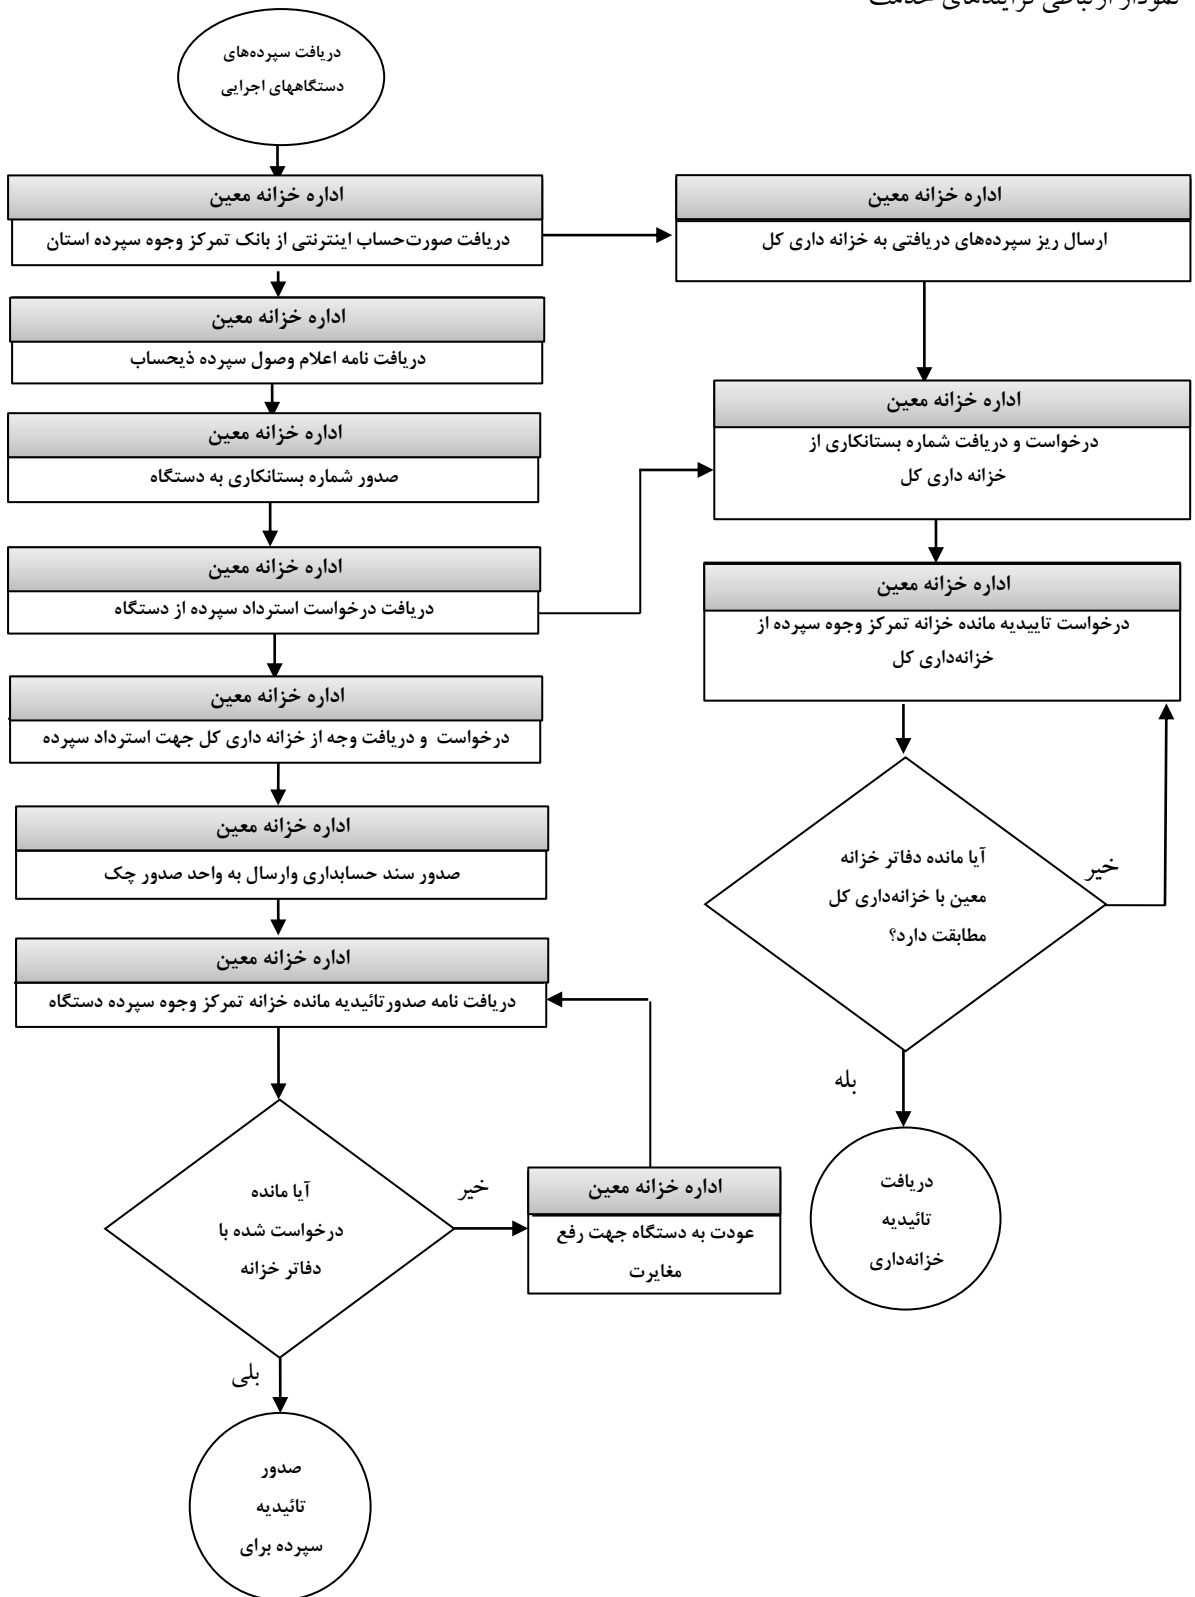 نمودار ارتباطی فرآیندهای خدمت
دریافت سپرده‌های
دستگاههای اجرایی
اداره خزانه معین
دریافت صورت‌حساب اینترنتی از بانک تمرکز وجوه سپرده استان
اداره خزانه معین
ارسال ریز سپرده‌های دریافتی به خزانه داری کل
اداره خزانه معین
دریافت نامه اعلام وصول سپرده ذیحساب
اداره خزانه معین
درخواست و دریافت شماره بستانکاری از
خزانه داری کل
اداره خزانه معین
صدور شماره بستانکاری به دستگاه
اداره خزانه معین
دریافت درخواست استرداد سپرده از دستگاه
اداره خزانه معین
درخواست تاییدیه مانده خزانه تمرکز وجوه سپرده از
خزانه‌داری کل
اداره خزانه معین
درخواست و دریافت وجه از خزانه داری کل جهت استرداد سپرده
اداره خزانه معین
صدور سند حسابداری وارسال به واحد صدور چک
آیا مانده دفاتر خزانه
معین با خزانه‌داری کل
مطابقت دارد؟
خیر
اداره خزانه معین
دریافت نامه صدورتائیدیه مانده خزانه تمرکز وجوه سپرده دستگاه
بله
آیا مانده
درخواست شده با
دفاتر خزانه
خیر
اداره خزانه معین
عودت به دستگاه جهت رفع
مغایرت
دریافت
تائیدیه
خزانه‌داری
بلی
صدور
تائیدیه
سپرده برای